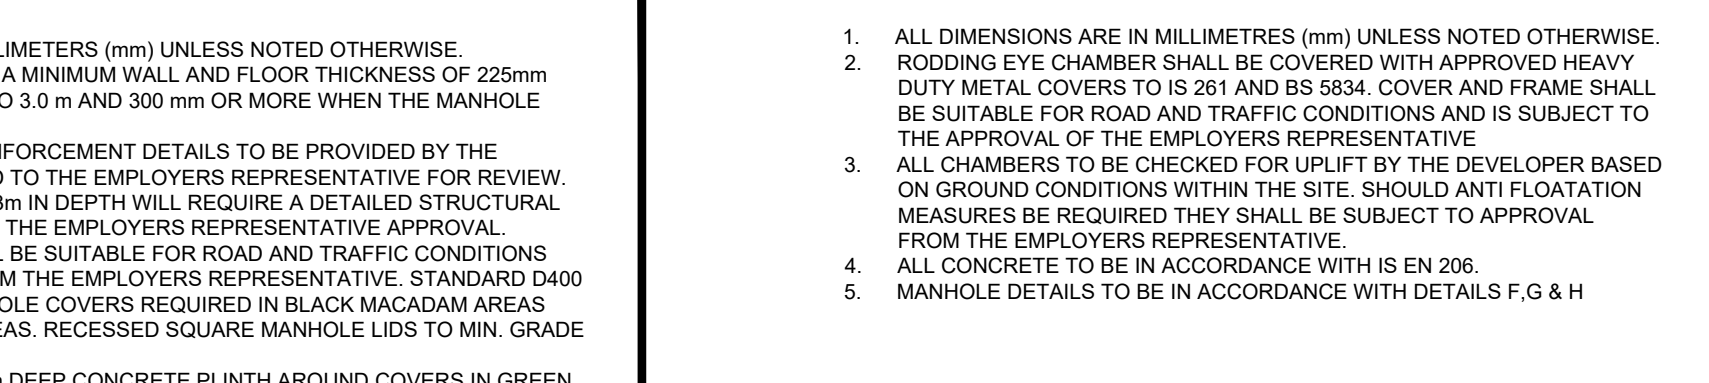 LIMETERS (mm) UNLESS NOTED OTHERWISE.
A MINIMUM WALL AND FLOOR THICKNESS OF 225mm
O 3.0 m AND 300 mm OR MORE WHEN THE MANHOLE
NFORCEMENT DETAILS TO BE PROVIDED BY THE
TO THE EMPLOYERS REPRESENTATIVE FOR REVIEW.
3m IN DEPTH WILL REQUIRE A DETAILED STRUCTURAL
THE EMPLOYERS REPRESENTATIVE APPROVAL.
BE SUITABLE FOR ROAD AND TRAFFIC CONDITIONS
M THE EMPLOYERS REPRESENTATIVE. STANDARD D400
OLE COVERS REQUIRED IN BLACK MACADAM AREAS
EAS. RECESSED SQUARE MANHOLE LIDS TO MIN. GRADE
DEEP CONCRETE PLINTH AROUND COVERS IN GREEN
1. ALL DIMENSIONS ARE IN MILLIMETRES (mm) UNLESS NOTED OTHERWISE.
2. RODDING EYE CHAMBER SHALL BE COVERED WITH APPROVED HEAVY
DUTY METAL COVERS TO IS 261 AND BS 5834. COVER AND FRAME SHALL
BE SUITABLE FOR ROAD AND TRAFFIC CONDITIONS AND IS SUBJECT TO
THE APPROVAL OF THE EMPLOYERS REPRESENTATIVE
3. ALL CHAMBERS TO BE CHECKED FOR UPLIFT BY THE DEVELOPER BASED
ON GROUND CONDITIONS WITHIN THE SITE. SHOULD ANTI FLOATATION
MEASURES BE REQUIRED THEY SHALL BE SUBJECT TO APPROVAL
FROM THE EMPLOYERS REPRESENTATIVE.
4. ALL CONCRETE TO BE IN ACCORDANCE WITH IS EN 206.
5. MANHOLE DETAILS TO BE IN ACCORDANCE WITH DETAILS F,G & H